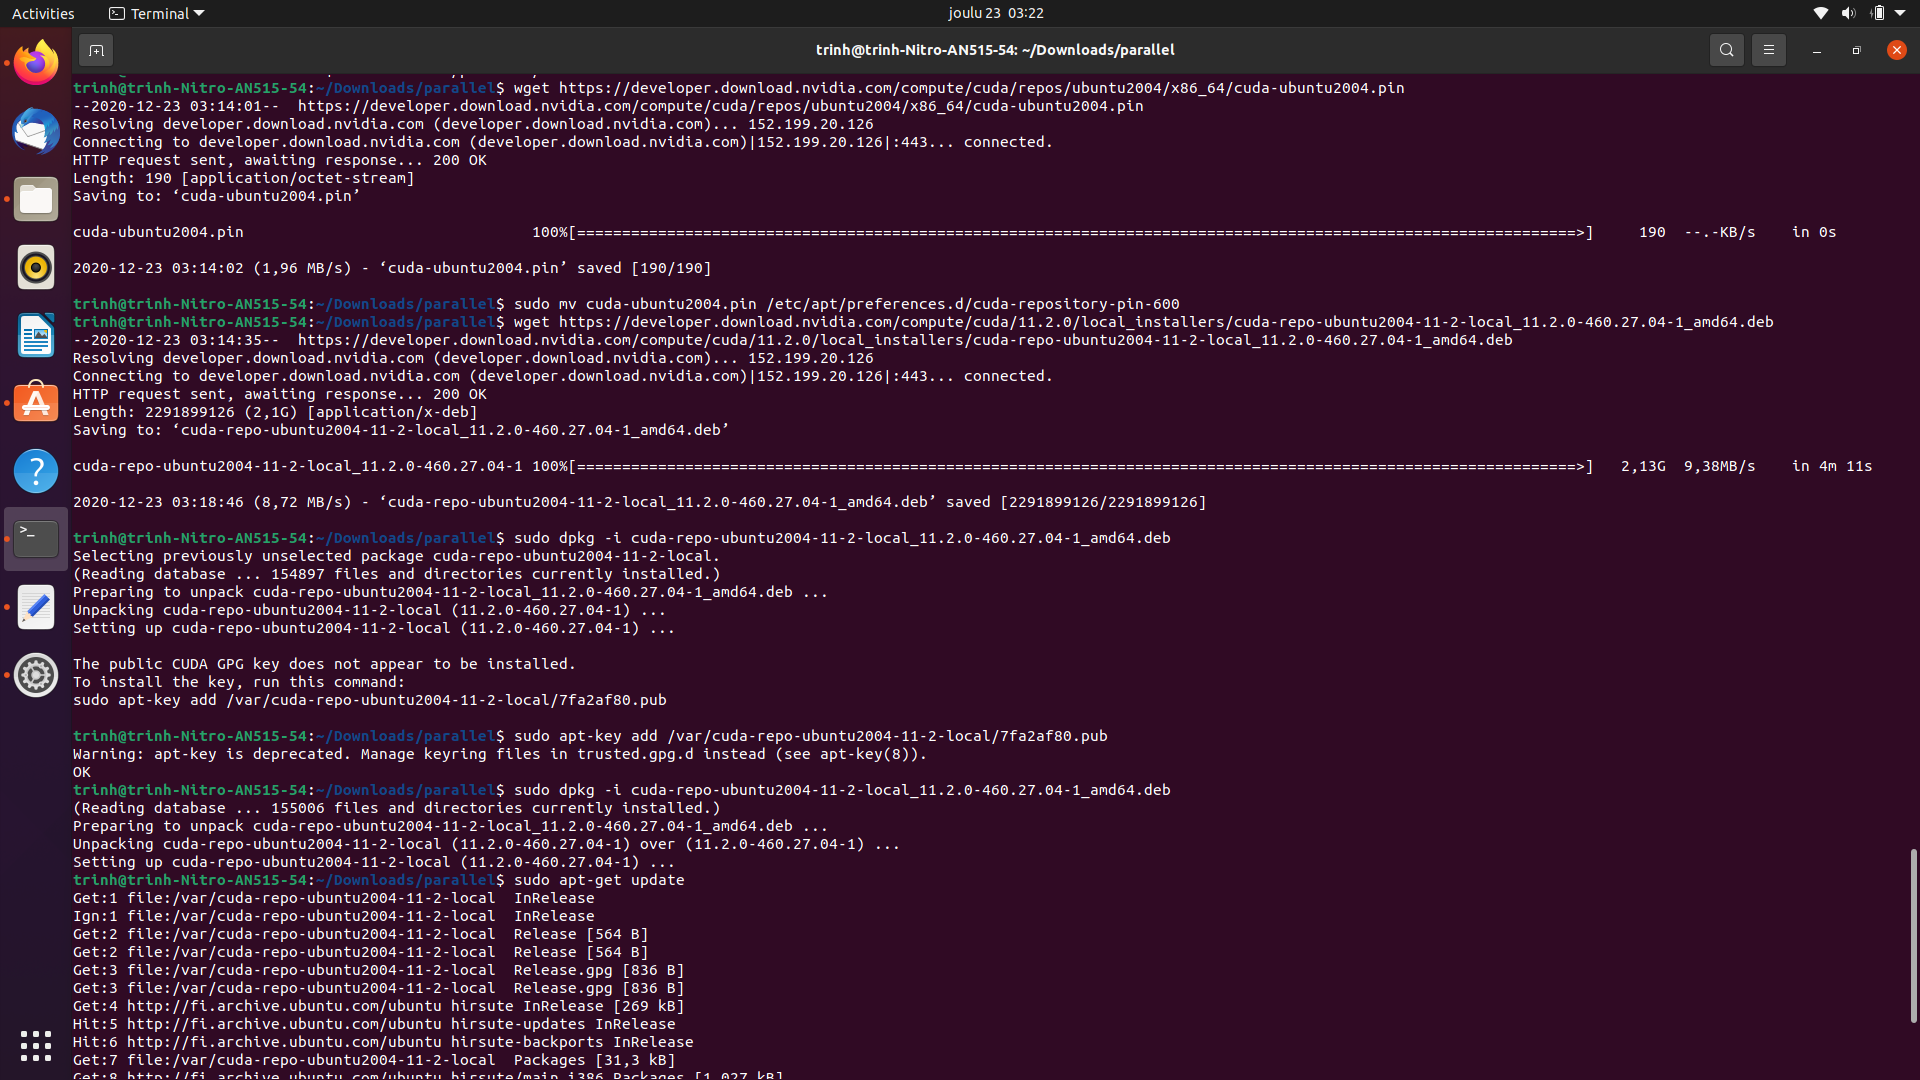 Activities
Terminal
joulu 23 03:22
trinh@trinh-Nitro-AN515-54: ~/Downloads/parallel
trinh@trinh-Nitro-AN515-54:~/Downloads/parallel$ wget https://developer.download.nvidia.com/compute/cuda/repos/ubuntu2004/x86_64/cuda-ubuntu2004.pin
--2020-12-23 03:14:01--  https://developer.download.nvidia.com/compute/cuda/repos/ubuntu2004/x86_64/cuda-ubuntu2004.pin
Resolving developer.download.nvidia.com (developer.download.nvidia.com)... 152.199.20.126
Connecting to developer.download.nvidia.com (developer.download.nvidia.com)|152.199.20.126|:443... connected.
HTTP request sent, awaiting response... 200 OK
Length: 190 [application/octet-stream]
Saving to: ‘cuda-ubuntu2004.pin’
cuda-ubuntu2004.pin 100%[===============================================================================================================>] 190 --.-KB/s in 0s
2020-12-23 03:14:02 (1,96 MB/s) - ‘cuda-ubuntu2004.pin’ saved [190/190]
trinh@trinh-Nitro-AN515-54:~/Downloads/parallel$ sudo mv cuda-ubuntu2004.pin /etc/apt/preferences.d/cuda-repository-pin-600
trinh@trinh-Nitro-AN515-54:~/Downloads/parallel$ wget https://developer.download.nvidia.com/compute/cuda/11.2.0/local_installers/cuda-repo-ubuntu2004-11-2-local_11.2.0-460.27.04-1_amd64.deb
--2020-12-23 03:14:35--  https://developer.download.nvidia.com/compute/cuda/11.2.0/local_installers/cuda-repo-ubuntu2004-11-2-local_11.2.0-460.27.04-1_amd64.deb
Resolving developer.download.nvidia.com (developer.download.nvidia.com)... 152.199.20.126
Connecting to developer.download.nvidia.com (developer.download.nvidia.com)|152.199.20.126|:443... connected.
HTTP request sent, awaiting response... 200 OK
Length: 2291899126 (2,1G) [application/x-deb]
Saving to: ‘cuda-repo-ubuntu2004-11-2-local_11.2.0-460.27.04-1_amd64.deb’
cuda-repo-ubuntu2004-11-2-local_11.2.0-460.27.04-1 100%[===============================================================================================================>] 2,13G 9,38MB/s in 4m 11s
2020-12-23 03:18:46 (8,72 MB/s) - ‘cuda-repo-ubuntu2004-11-2-local_11.2.0-460.27.04-1_amd64.deb’ saved [2291899126/2291899126]
trinh@trinh-Nitro-AN515-54:~/Downloads/parallel$ sudo dpkg -i cuda-repo-ubuntu2004-11-2-local_11.2.0-460.27.04-1_amd64.deb
Selecting previously unselected package cuda-repo-ubuntu2004-11-2-local.
(Reading database ... 154897 files and directories currently installed.)
Preparing to unpack cuda-repo-ubuntu2004-11-2-local_11.2.0-460.27.04-1_amd64.deb ...
Unpacking cuda-repo-ubuntu2004-11-2-local (11.2.0-460.27.04-1) ...
Setting up cuda-repo-ubuntu2004-11-2-local (11.2.0-460.27.04-1) ...
The public CUDA GPG key does not appear to be installed.
To install the key, run this command:
sudo apt-key add /var/cuda-repo-ubuntu2004-11-2-local/7fa2af80.pub
trinh@trinh-Nitro-AN515-54:~/Downloads/parallel$ sudo apt-key add /var/cuda-repo-ubuntu2004-11-2-local/7fa2af80.pub
Warning: apt-key is deprecated. Manage keyring files in trusted.gpg.d instead (see apt-key(8)).
OK
trinh@trinh-Nitro-AN515-54:~/Downloads/parallel$ sudo dpkg -i cuda-repo-ubuntu2004-11-2-local_11.2.0-460.27.04-1_amd64.deb
(Reading database ... 155006 files and directories currently installed.)
Preparing to unpack cuda-repo-ubuntu2004-11-2-local_11.2.0-460.27.04-1_amd64.deb ...
Unpacking cuda-repo-ubuntu2004-11-2-local (11.2.0-460.27.04-1) over (11.2.0-460.27.04-1) ...
Setting up cuda-repo-ubuntu2004-11-2-local (11.2.0-460.27.04-1) ...
trinh@trinh-Nitro-AN515-54:~/Downloads/parallel$ sudo apt-get update
Get:1 file:/var/cuda-repo-ubuntu2004-11-2-local  InRelease
Ign:1 file:/var/cuda-repo-ubuntu2004-11-2-local  InRelease
Get:2 file:/var/cuda-repo-ubuntu2004-11-2-local  Release [564 B]
Get:2 file:/var/cuda-repo-ubuntu2004-11-2-local  Release [564 B]
Get:3 file:/var/cuda-repo-ubuntu2004-11-2-local  Release.gpg [836 B]
Get:3 file:/var/cuda-repo-ubuntu2004-11-2-local  Release.gpg [836 B]
Get:4 http://fi.archive.ubuntu.com/ubuntu hirsute InRelease [269 kB]
Hit:5 http://fi.archive.ubuntu.com/ubuntu hirsute-updates InRelease
Hit:6 http://fi.archive.ubuntu.com/ubuntu hirsute-backports InRelease
Get:7 file:/var/cuda-repo-ubuntu2004-11-2-local  Packages [31,3 kB]
Get:8 http://fi.archive.ubuntu.com/ubuntu hirsute/main i386 Packages [1 027 kB]